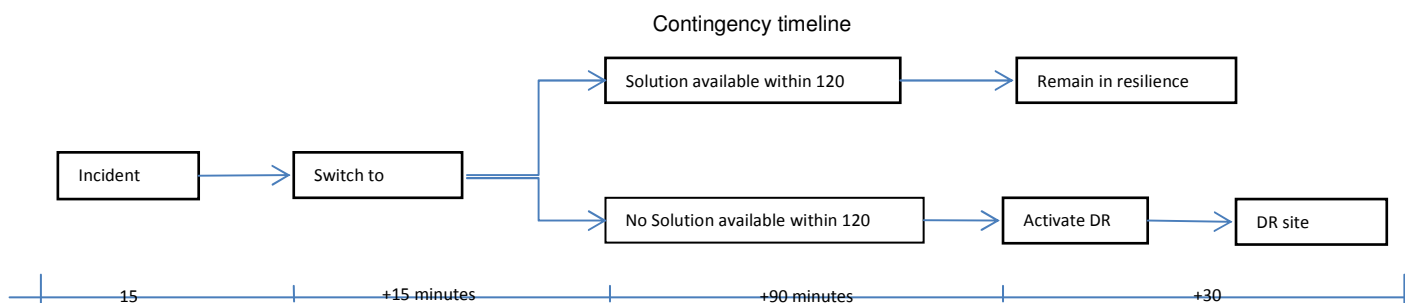 Contingency timeline
Solution available within 120
Remain in resilience
Incident
Switch to
No Solution available within 120
Activate DR
DR site
15
+15 minutes
+90 minutes
+30